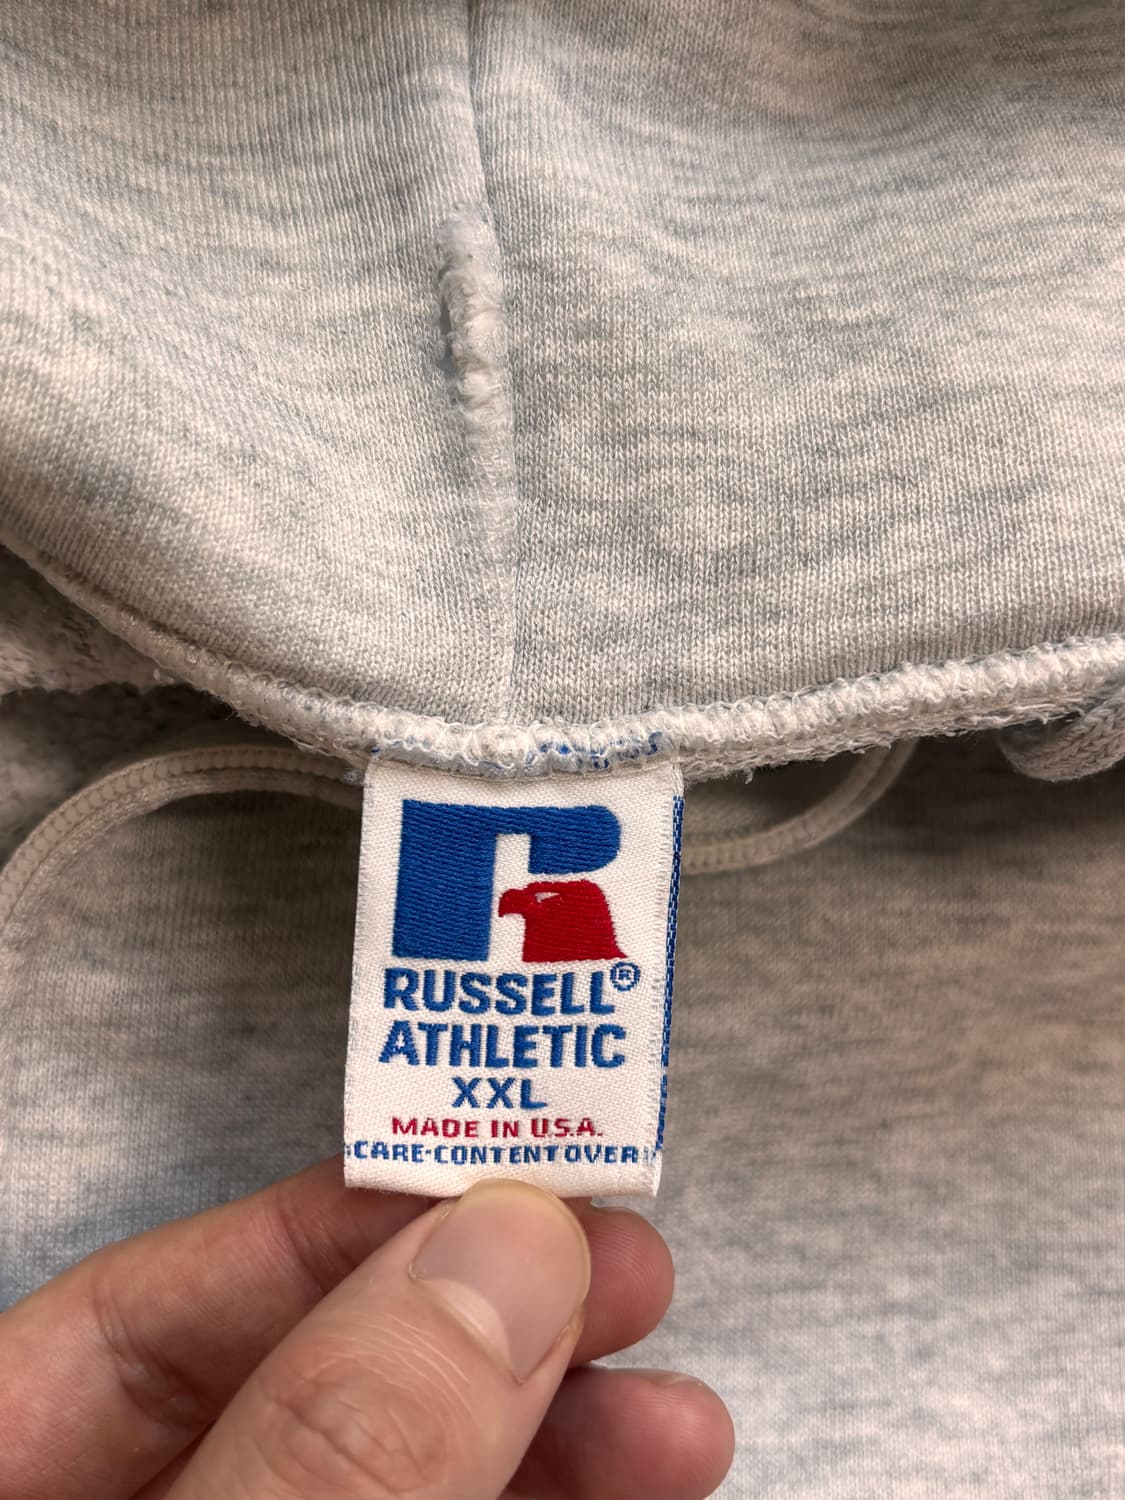 RUSSELL®
ATHLETIC
XXL
MADE IN U.S.A.
CARE-CONTENT OVER